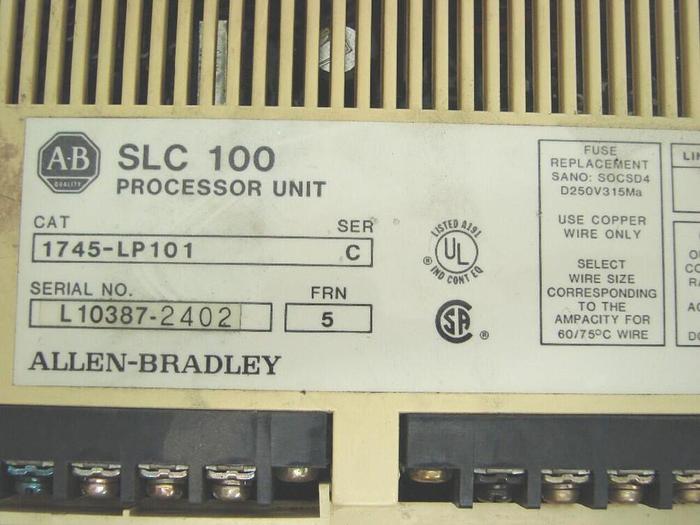 A·B
QUALITY
SLC 100
PROCESSOR UNIT
CAT
SER
1745-LP101
C
SERIAL NO.
FRN
L10387-2402
5
ALLEN-BRADLEY
LISTED A191
UL
®
IND CONT EQ
SA
®
FUSE
REPLACEMENT
SANO: SOCSD4
D250V315Ma
USE COPPER
WIRE ONLY
SELECT
WIRE SIZE
CORRESPONDING
TO THE
AMPACITY FOR
60/75°C WIRE